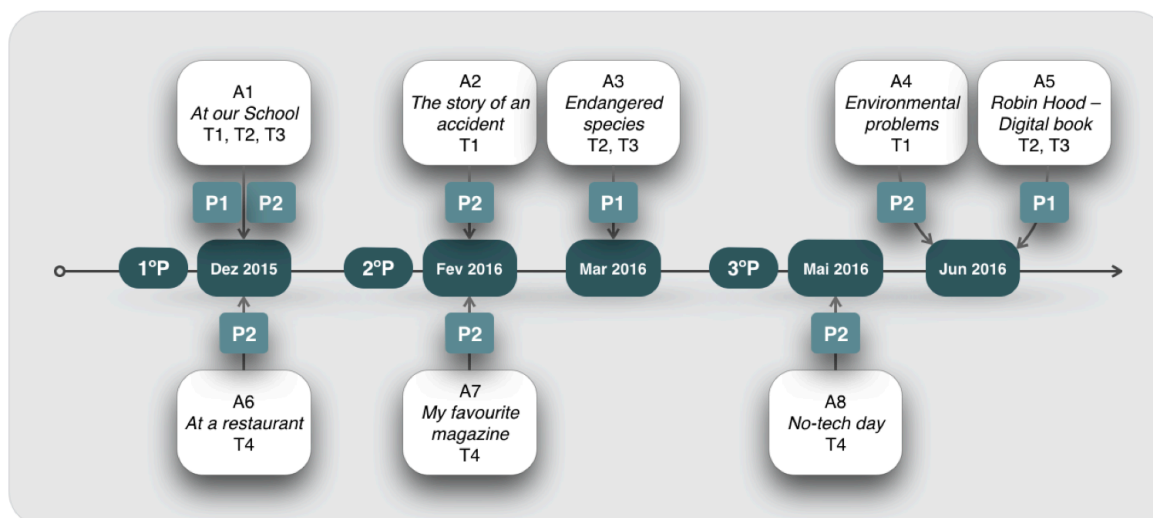 A1
At our School
T1, T2, T3
A2
The story of an
accident
T1
A3
Endangered
species
T2, T3
A4
Environmental
problems
T1
A5
Robin Hood –
Digital book
T2, T3
P1
P2
P2
P1
P2
P1
1ºP
Dez 2015
2ºP
Fev 2016
Mar 2016
3ºP
Mai 2016
Jun 2016
P2
P2
P2
A6
At a restaurant
T4
A7
My favourite
magazine
T4
A8
No-tech day
T4